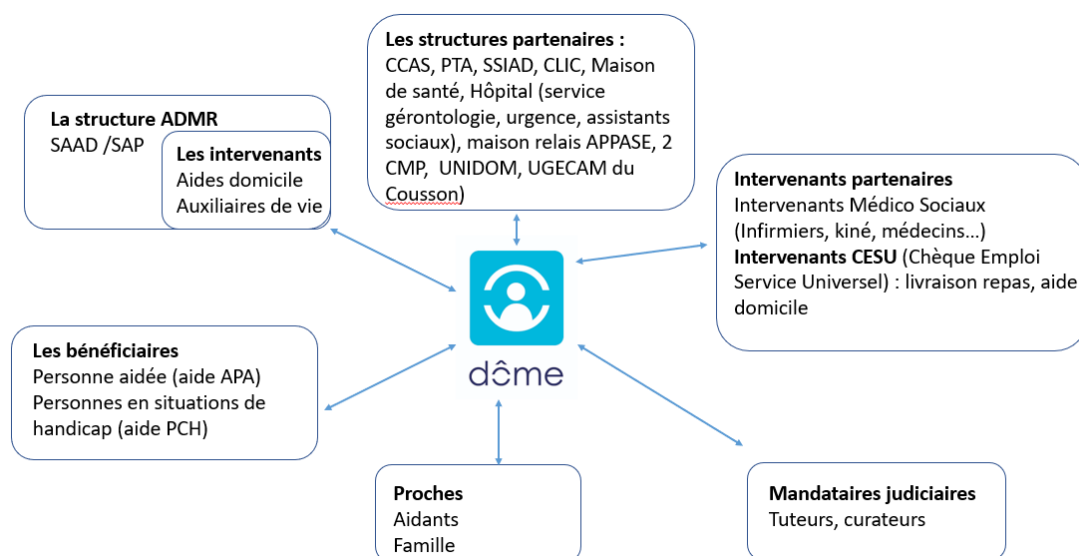 Les structures partenaires :
CCAS, PTA, SSIAD, CLIC, Maison
de santé, Hôpital (service
gérontologie, urgence, assistants
sociaux), maison relais APPASE, 2
CMP, UNIDOM, UGECAM du
Cousson)
La structure ADMR
SAAD /SAP
Les intervenants
Aides domicile
Auxiliaires de vie
Intervenants partenaires
Intervenants Médico Sociaux
(Infirmiers, kiné, médecins...)
Intervenants CESU (Chèque Emploi
Service Universel) : livraison repas, aide
domicile
dôme
Les bénéficiaires
Personne aidée (aide APA)
Personnes en situations de
handicap (aide PCH)
Proches
Aidants
Famille
Mandataires judiciaires
Tuteurs, curateurs